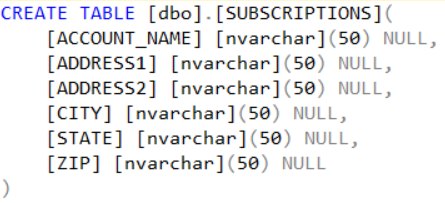 CREATE TABLE [dbo].[SUBSCRIPTIONS](
[ACCOUNT_NAME] [nvarchar](50) NULL,
[ADDRESS1] [nvarchar](50) NULL,
[ADDRESS2] [nvarchar](50) NULL,
[CITY] [nvarchar](50) NULL,
[STATE] [nvarchar](50) NULL,
[ZIP] [nvarchar](50) NULL
)